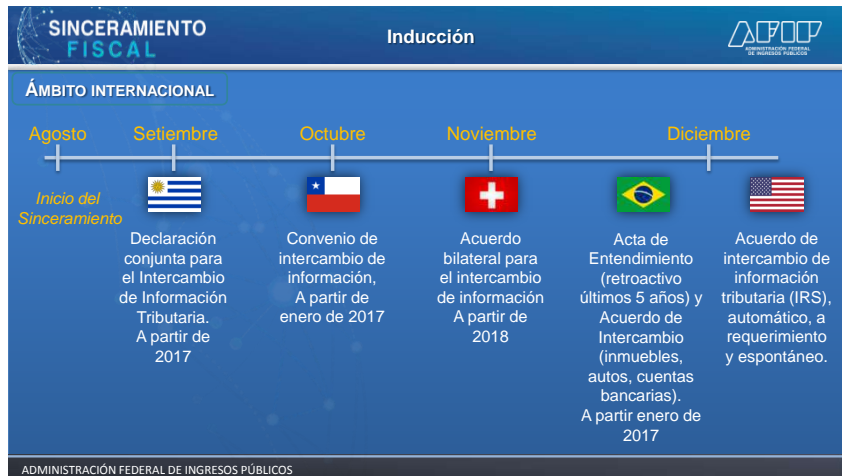 SINCERAMIENTO
FISCAL
Inducción
AFIP
ADMINISTRACIÓN FEDERAL
DE INGRESOS PÚBLICOS
ÁMBITO INTERNACIONAL
Agosto
Setiembre
Octubre
Noviembre
Diciembre
Inicio del
Sinceramiento
Declaración
conjunta para
el Intercambio
de Información
Tributaria.
A partir de
2017
Convenio de
intercambio de
información,
A partir de
enero de 2017
Acuerdo
bilateral para
el intercambio
de información
A partir de
2018
Acta de
Entendimiento
(retroactivo
últimos 5 años) y
Acuerdo de
Intercambio
(inmuebles,
autos, cuentas
bancarias).
A partir enero de
2017
Acuerdo de
intercambio de
información
tributaria (IRS),
automático, a
requerimiento
y espontáneo.
ADMINISTRACIÓN FEDERAL DE INGRESOS PÚBLICOS